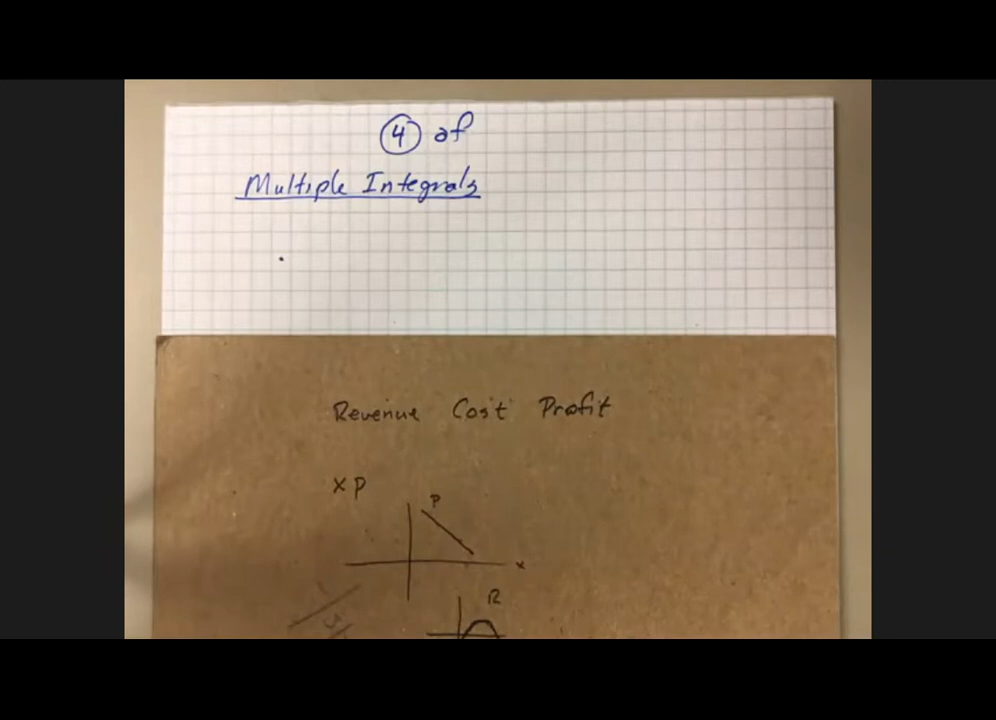 4 of
Multiple Integrals
Revenue Cost Profit
x p
p
x
R